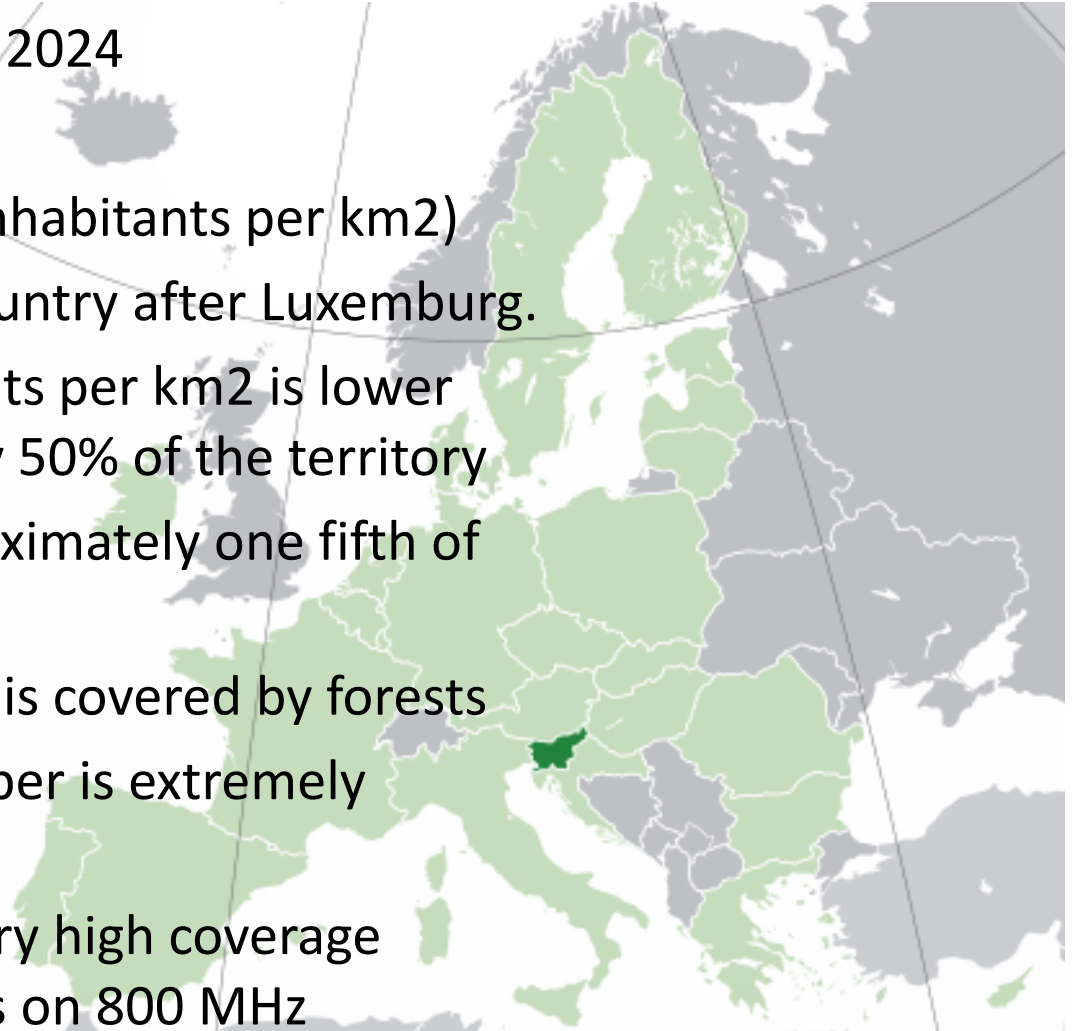 2024
nhabitants per km2)
untry after Luxemburg.
ts per km2 is lower
y 50% of the territory
ximately one fifth of
is covered by forests
ber is extremely
ry high coverage
s on 800 MHz